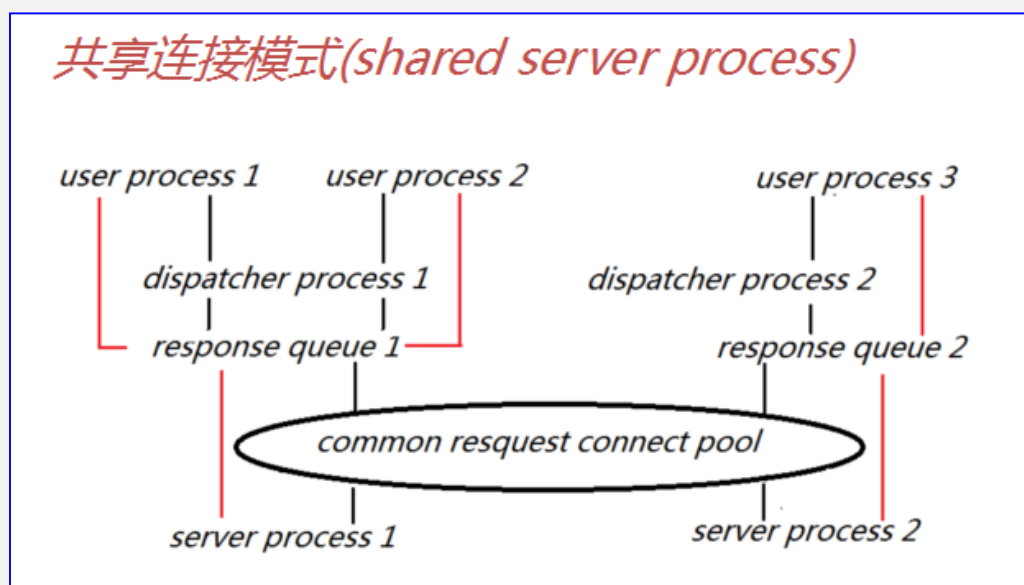 共享连接模式(shared server process)
user process 1 user process 2 user process 3
dispatcher process 1 dispatcher process 2
response queue 1 response queue 2
common resquest connect pool
server process 1 server process 2